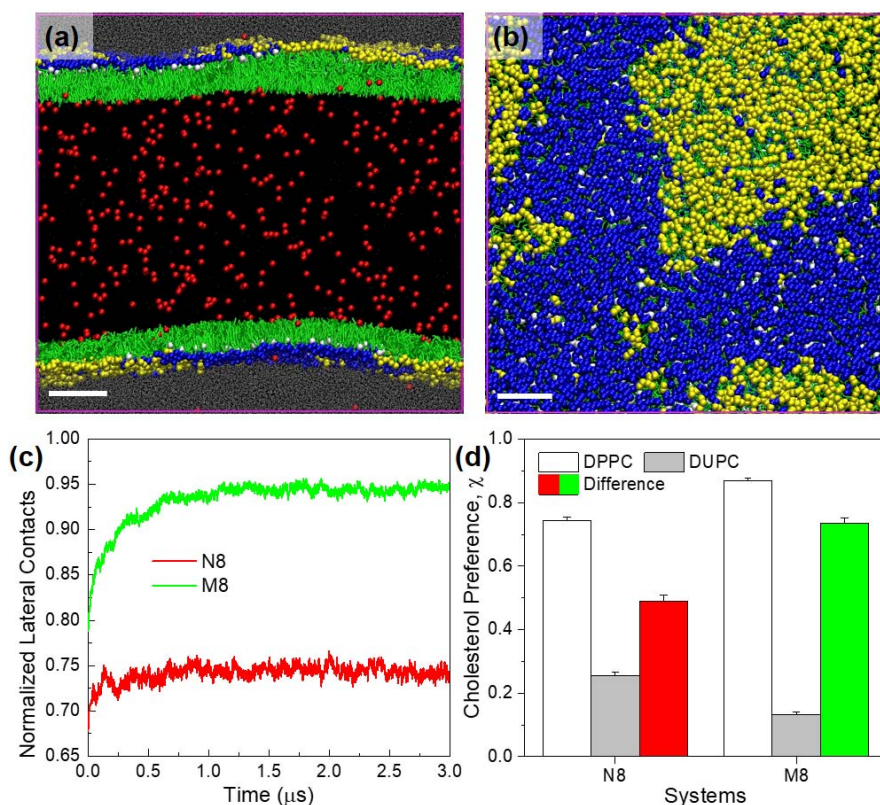 (a)
(b)
(c)
Normalized Lateral Contacts
1.00
0.95
0.90
0.85
0.80
0.75
0.70
0.65
N8
M8
0.0 0.5 1.0 1.5 2.0 2.5 3.0
Time (μs)
(d)
Cholesterol Preference, χ
1.0
0.8
0.6
0.4
0.2
0.0
DPPC DUPC
Difference
N8 M8
Systems